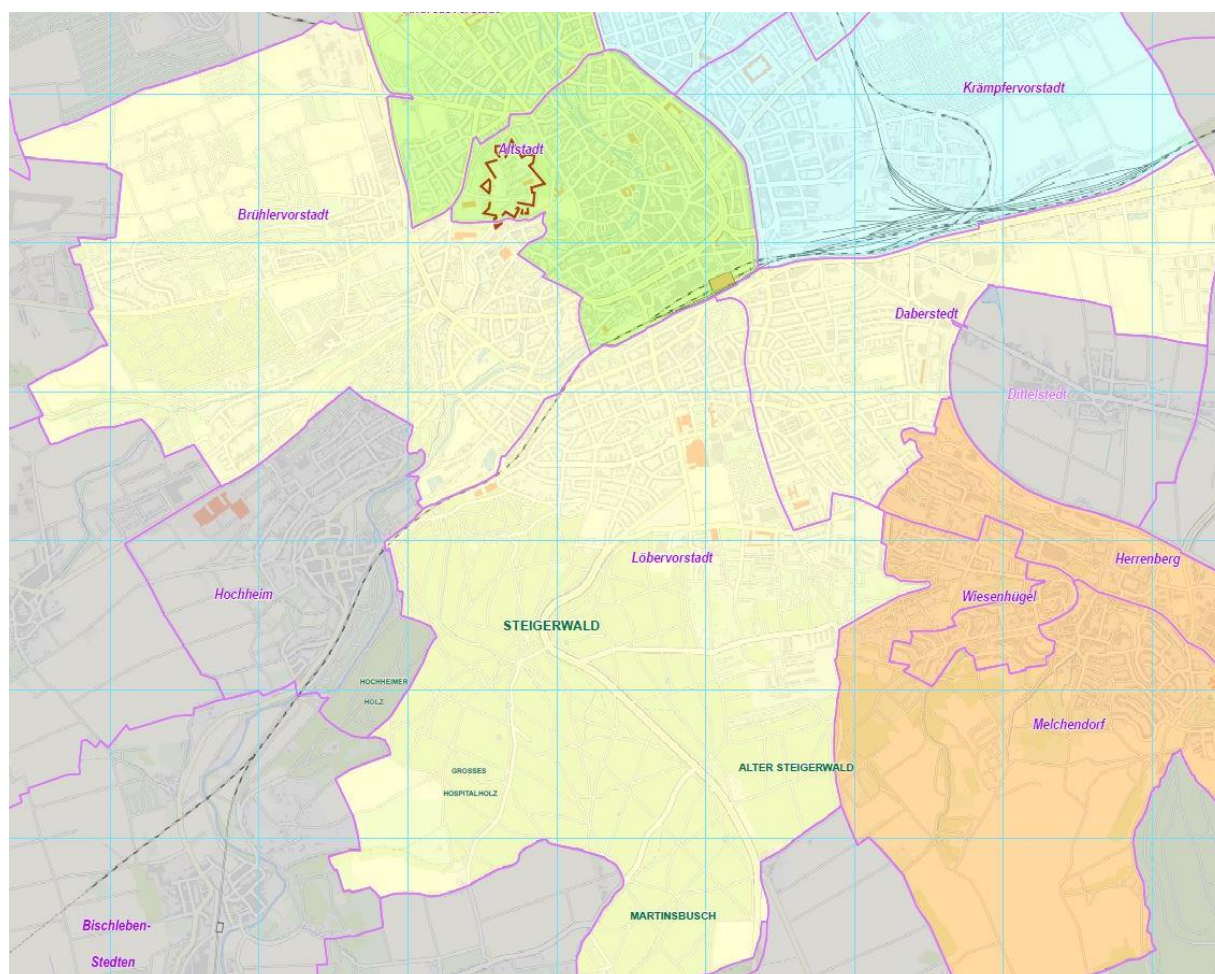 Krämpfervorstadt
Altstadt
Brühlervorstadt
Daberstedt
Dittelstedt
Löbervorstadt
Herrenberg
Hochheim
Wiesenhügel
STEIGERWALD
HOCHHEIMER
HOLZ
Melchendorf
GROSSES
HOSPITALHOLZ
ALTER STEIGERWALD
MARTINSBUSCH
Bischleben-
Stedten